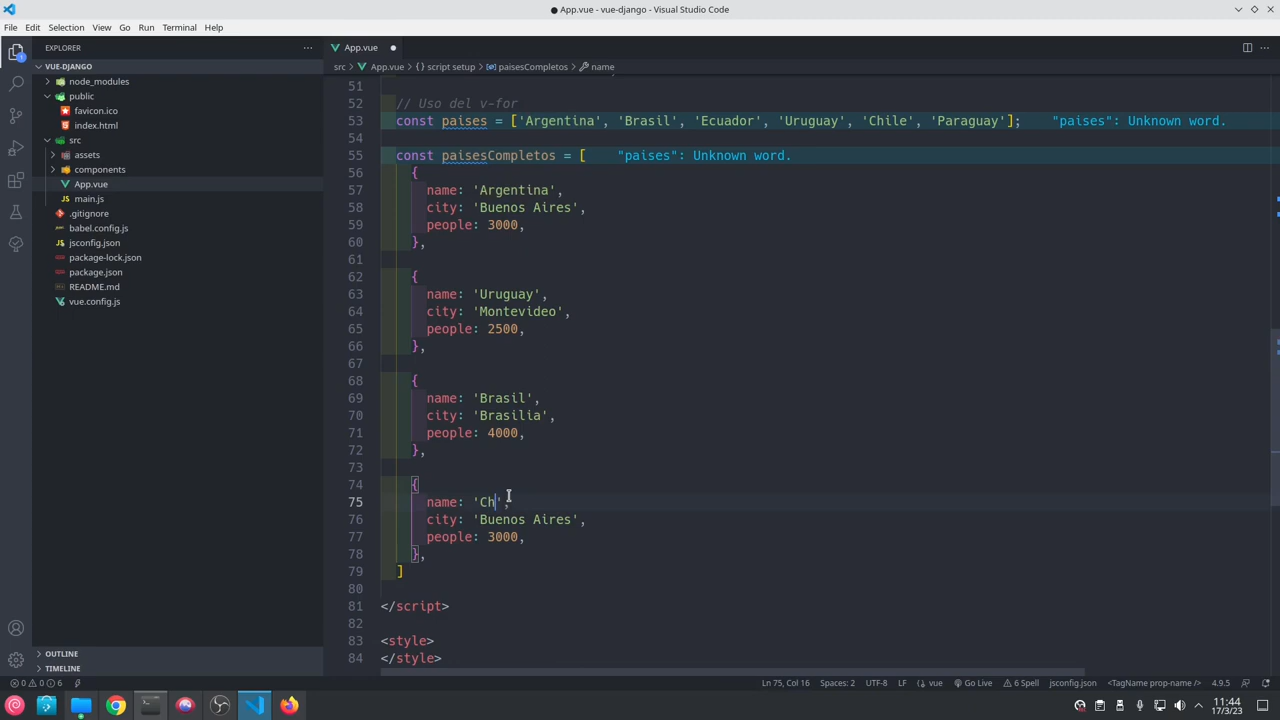 ● App.vue - vue-django - Visual Studio Code
File Edit Selection View Go Run Terminal Help
EXPLORER
App.vue ●
VUE-DJANGO
src > App.vue > script setup > paisesCompletos > name
node_modules
public
favicon.ico
index.html
src
assets
components
App.vue
main.js
.gitignore
babel.config.js
jsconfig.json
package-lock.json
package.json
README.md
vue.config.js
OUTLINE
TIMELINE
51
52 // Uso del v-for
53 const paises = ['Argentina', 'Brasil', 'Ecuador', 'Uruguay', 'Chile', 'Paraguay']; "paises": Unknown word.
54
55 const paisesCompletos = [ "paises": Unknown word.
56 {
57 name: 'Argentina',
58 city: 'Buenos Aires',
59 people: 3000,
60 },
61
62 {
63 name: 'Uruguay',
64 city: 'Montevideo',
65 people: 2500,
66 },
67
68 {
69 name: 'Brasil',
70 city: 'Brasilia',
71 people: 4000,
72 },
73
74 {
75 name: 'Ch',
76 city: 'Buenos Aires',
77 people: 3000,
78 },
79 ]
80
81 </script>
82
83 <style>
84 </style>
0 0 6 Ln 75, Col 16 Spaces: 2 UTF-8 LF vue Go Live 6 Spell jsconfig.json <TagName prop-name /> 4.9.5
11:44
17/3/23